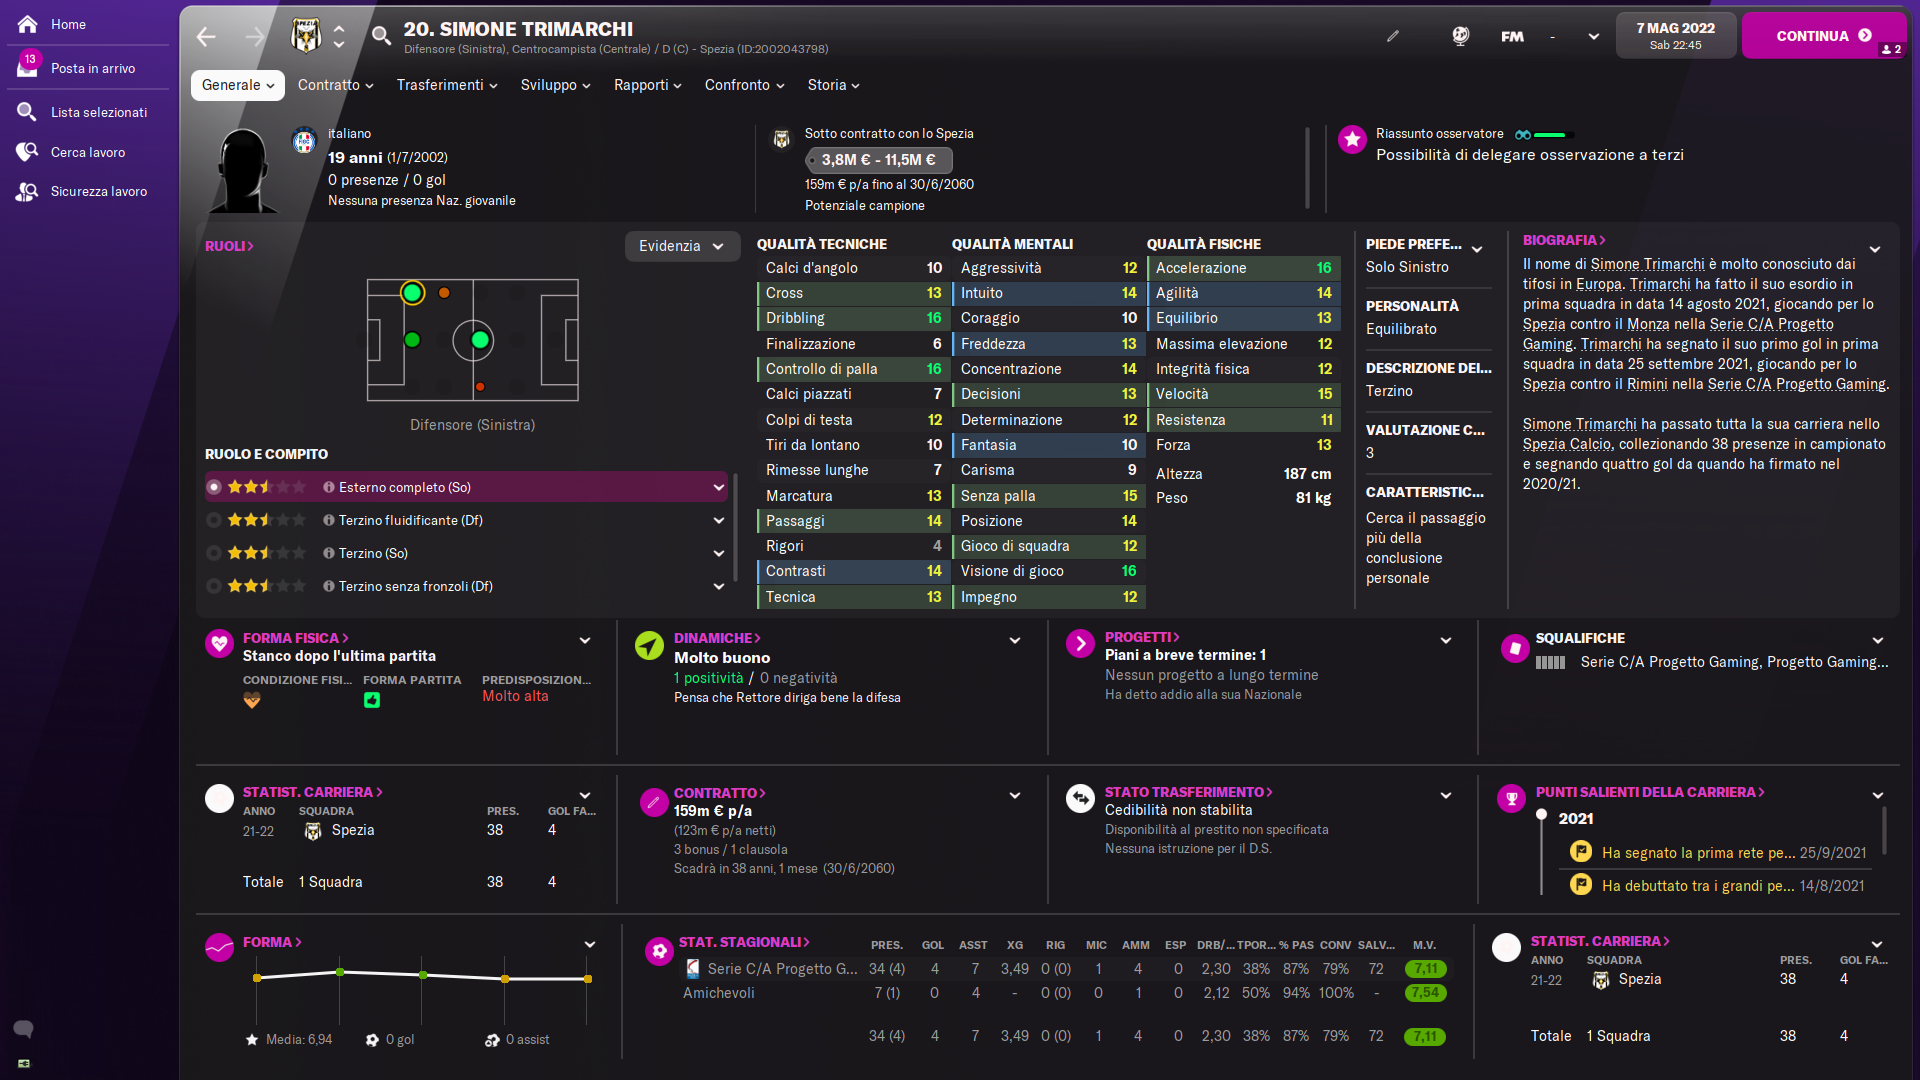 Home
13
Posta in arrivo
Lista selezionati
Cerca lavoro
Sicurezza lavoro
20. SIMONE TRIMARCHI
Difensore (Sinistra), Centrocampista (Centrale) / D (C) - Spezia (ID:2002043798)
FM
-
7 MAG 2022
Sab 22:45
CONTINUA
2
Generale
Contratto
Trasferimenti
Sviluppo
Rapporti
Confronto
Storia
italiano
19 anni (1/7/2002)
0 presenze / 0 gol
Nessuna presenza Naz. giovanile
Sotto contratto con lo Spezia
3,8M € - 11,5M €
159m € p/a fino al 30/6/2060
Potenziale campione
Riassunto osservatore
Possibilità di delegare osservazione a terzi
RUOLI
Evidenzia
Difensore (Sinistra)
RUOLO E COMPITO
Esterno completo (So)
Terzino fluidificante (Df)
Terzino (So)
Terzino senza fronzoli (Df)
QUALITÀ TECNICHE
Calci d'angolo 10
Cross 13
Dribbling 16
Finalizzazione 6
Controllo di palla 16
Calci piazzati 7
Colpi di testa 12
Tiri da lontano 10
Rimesse lunghe 7
Marcatura 13
Passaggi 14
Rigori 4
Contrasti 14
Tecnica 13
QUALITÀ MENTALI
Aggressività 12
Intuito 14
Coraggio 10
Freddezza 13
Concentrazione 14
Decisioni 13
Determinazione 12
Fantasia 10
Carisma 9
Senza palla 15
Posizione 14
Gioco di squadra 12
Visione di gioco 16
Impegno 12
QUALITÀ FISICHE
Accelerazione 16
Agilità 14
Equilibrio 13
Massima elevazione 12
Integrità fisica 12
Velocità 15
Resistenza 11
Forza 13
Altezza 187 cm
Peso 81 kg
PIEDE PREFE...
Solo Sinistro
PERSONALITÀ
Equilibrato
DESCRIZIONE DEI...
Terzino
VALUTAZIONE C...
3
CARATTERISTIC...
Cerca il passaggio
più della
conclusione
personale
BIOGRAFIA
Il nome di Simone Trimarchi è molto conosciuto dai
tifosi in Europa. Trimarchi ha fatto il suo esordio in
prima squadra in data 14 agosto 2021, giocando per lo
Spezia contro il Monza nella Serie C/A Progetto
Gaming. Trimarchi ha segnato il suo primo gol in prima
squadra in data 25 settembre 2021, giocando per lo
Spezia contro il Rimini nella Serie C/A Progetto Gaming.
Simone Trimarchi ha passato tutta la sua carriera nello
Spezia Calcio, collezionando 38 presenze in campionato
e segnando quattro gol da quando ha firmato nel
2020/21.
FORMA FISICA
Stanco dopo l'ultima partita
CONDIZIONE FISI... FORMA PARTITA PREDISPOSIZION...
Molto alta
DINAMICHE
Molto buono
1 positività / 0 negatività
Pensa che Rettore diriga bene la difesa
PROGETTI
Piani a breve termine: 1
Nessun progetto a lungo termine
Ha detto addio alla sua Nazionale
SQUALIFICHE
Serie C/A Progetto Gaming, Progetto Gaming...
STATIST. CARRIERA
ANNO SQUADRA PRES. GOL FA...
21-22 Spezia 38 4
Totale 1 Squadra 38 4
CONTRATTO
159m € p/a
(123m € p/a netti)
3 bonus / 1 clausola
Scadrà in 38 anni, 1 mese (30/6/2060)
STATO TRASFERIMENTO
Cedibilità non stabilita
Disponibilità al prestito non specificata
Nessuna istruzione per il D.S.
PUNTI SALIENTI DELLA CARRIERA
2021
Ha segnato la prima rete pe... 25/9/2021
Ha debuttato tra i grandi pe... 14/8/2021
FORMA
Media: 6,94
0 gol
0 assist
STAT. STAGIONALI PRES. GOL ASST XG RIG MIC AMM ESP DRB/... TPOR... % PAS CONV SALV... M.V.
Serie C/A Progetto G... 34 (4) 4 7 3,49 0 (0) 1 4 0 2,30 38% 87% 79% 72 7,11
Amichevoli 7 (1) 0 4 - 0 (0) 0 1 0 2,12 50% 94% 100% - 7,54
34 (4) 4 7 3,49 0 (0) 1 4 0 2,30 38% 87% 79% 72 7,11
STATIST. CARRIERA
ANNO SQUADRA PRES. GOL FA...
21-22 Spezia 38 4
Totale 1 Squadra 38 4